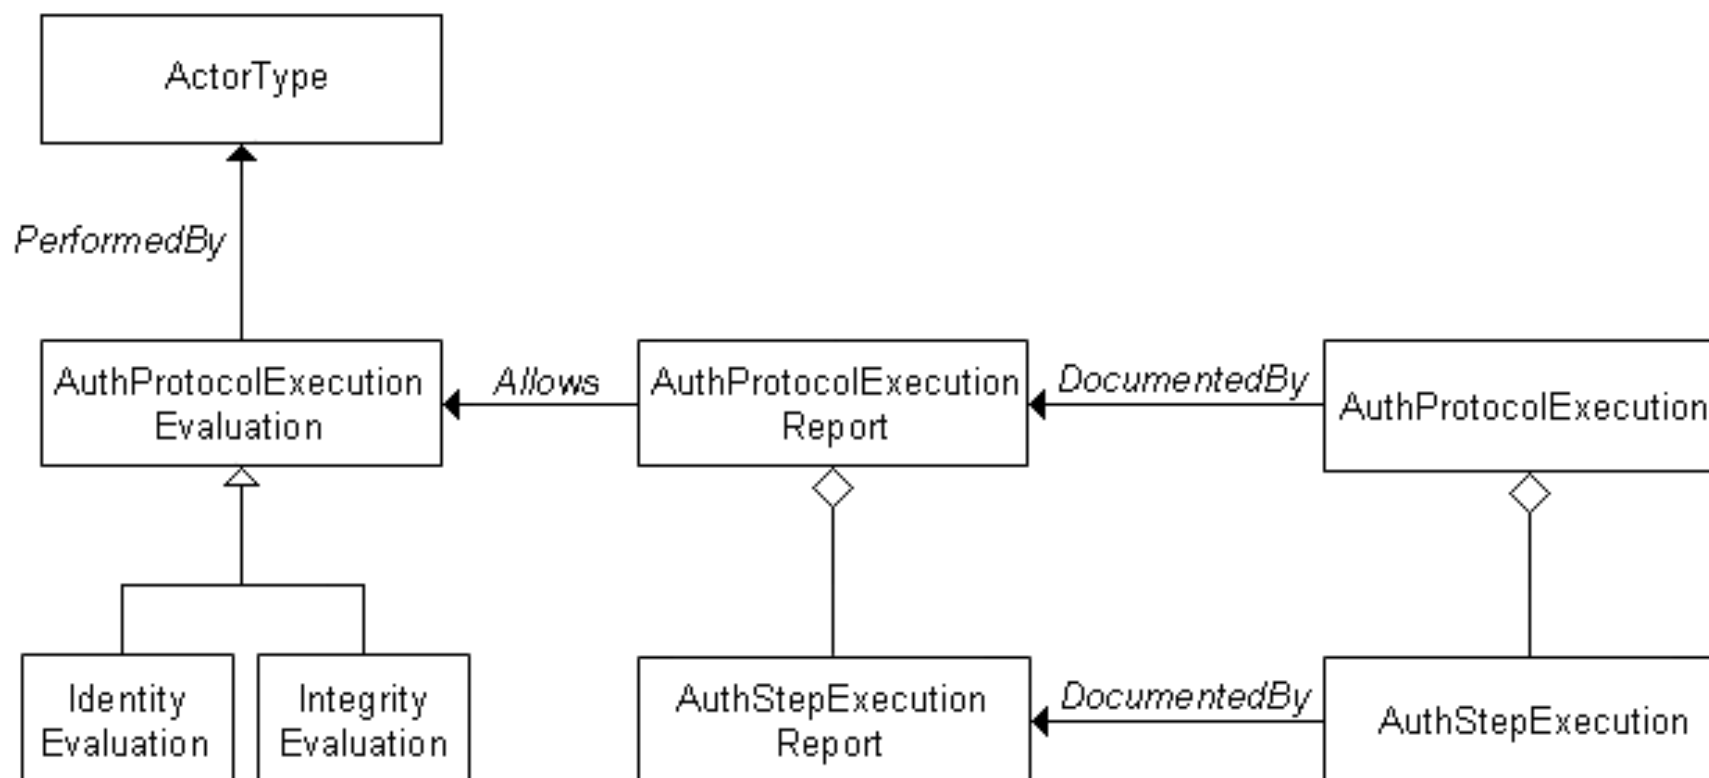 ActorType
PerformedBy
AuthProtocolExecution
Evaluation
Allows
AuthProtocolExecution
Report
DocumentedBy
AuthProtocolExecution
Identity
Evaluation
Integrity
Evaluation
AuthStepExecution
Report
DocumentedBy
AuthStepExecution